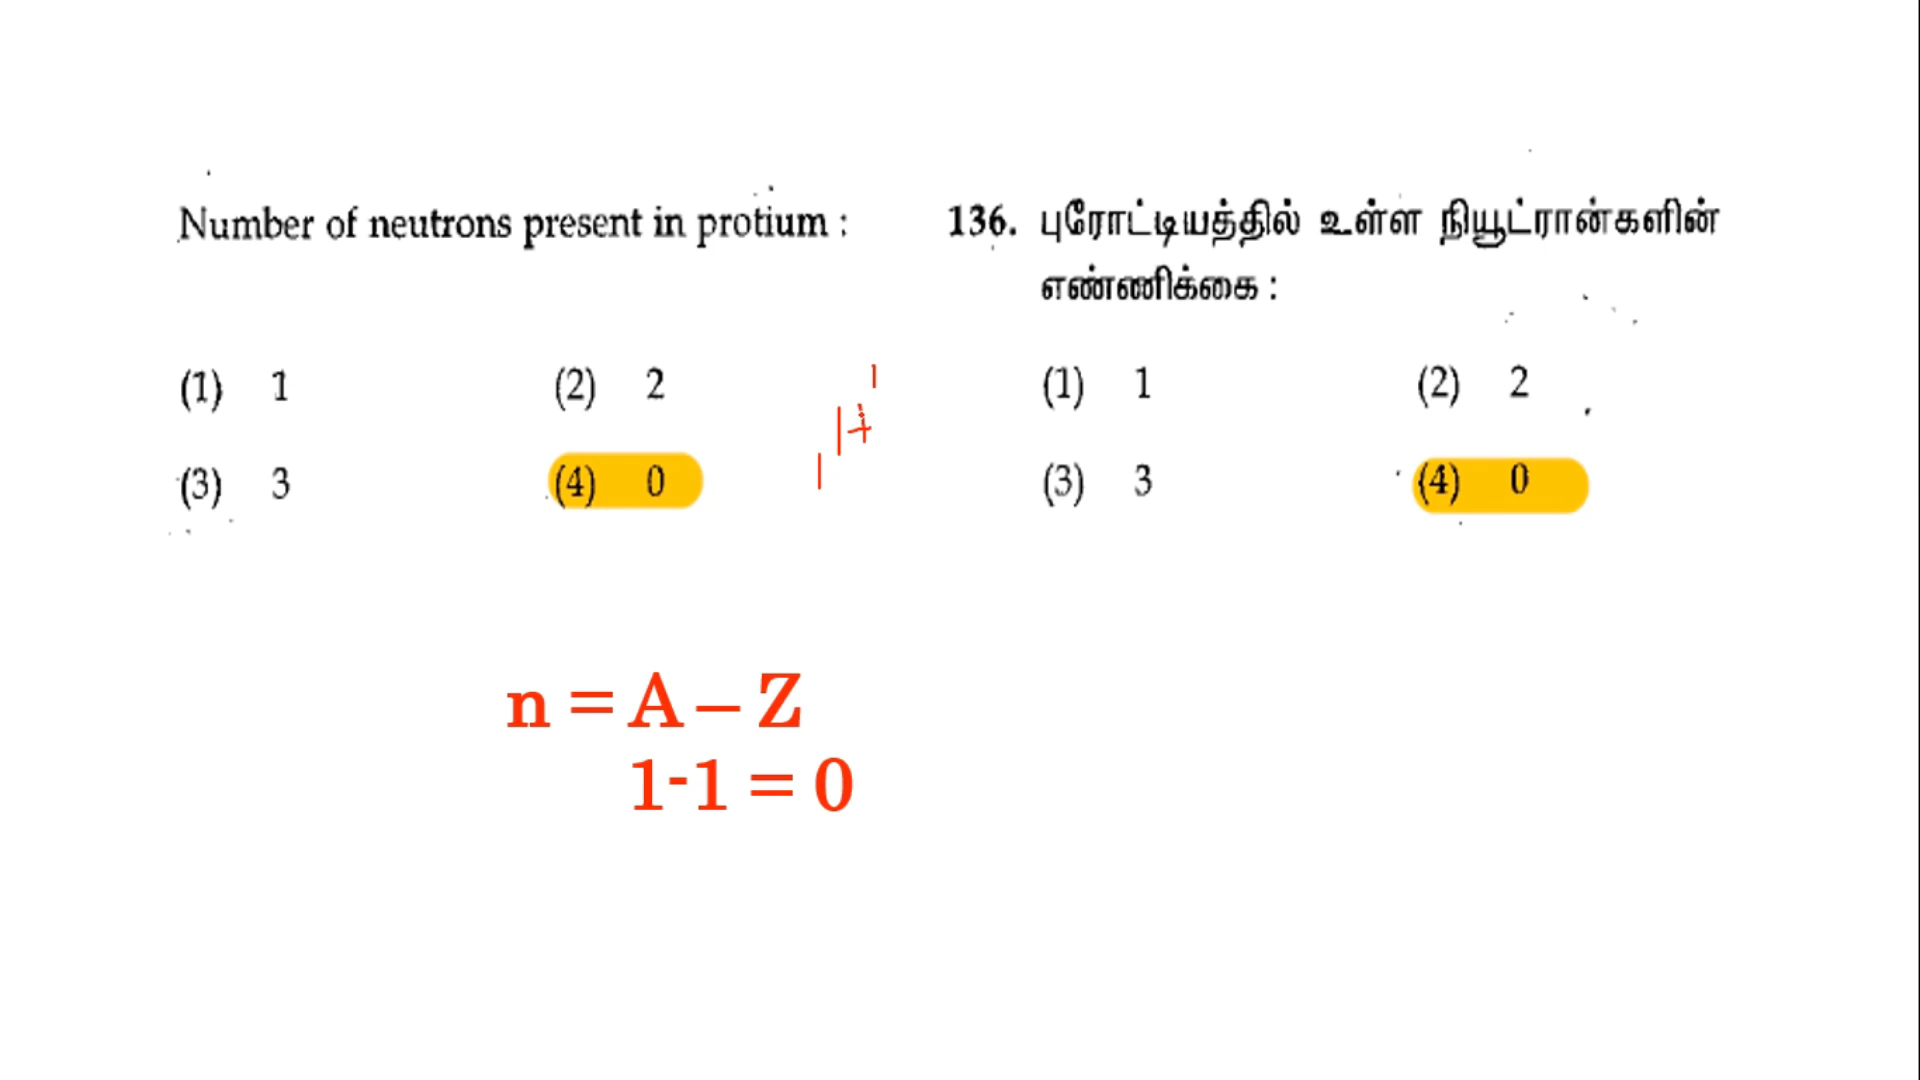 Number of neutrons present in protium :
(1) 1 (2) 2
(3) 3 (4) 0
136. புரோட்டியத்தில் உள்ள நியூட்ரான்களின்
எண்ணிக்கை :
(1) 1 (2) 2
(3) 3 (4) 0
n = A – Z
1-1 = 0